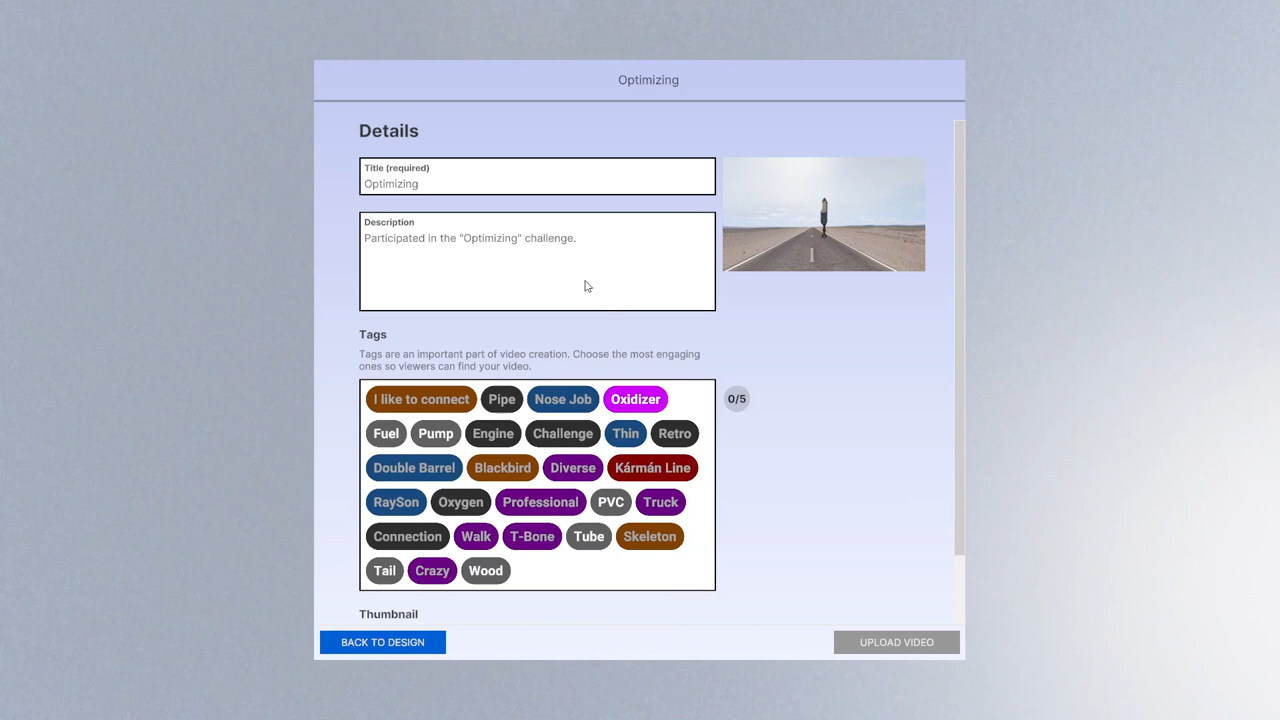 Optimizing
Details
Title (required)
Optimizing
Description
Participated in the "Optimizing" challenge.
Tags
Tags are an important part of video creation. Choose the most engaging
ones so viewers can find your video.
I like to connect Pipe Nose Job Oxidizer 0/5
Fuel Pump Engine Challenge Thin Retro
Double Barrel Blackbird Diverse Kármán Line
RaySon Oxygen Professional PVC Truck
Connection Walk T-Bone Tube Skeleton
Tail Crazy Wood
Thumbnail
BACK TO DESIGN UPLOAD VIDEO